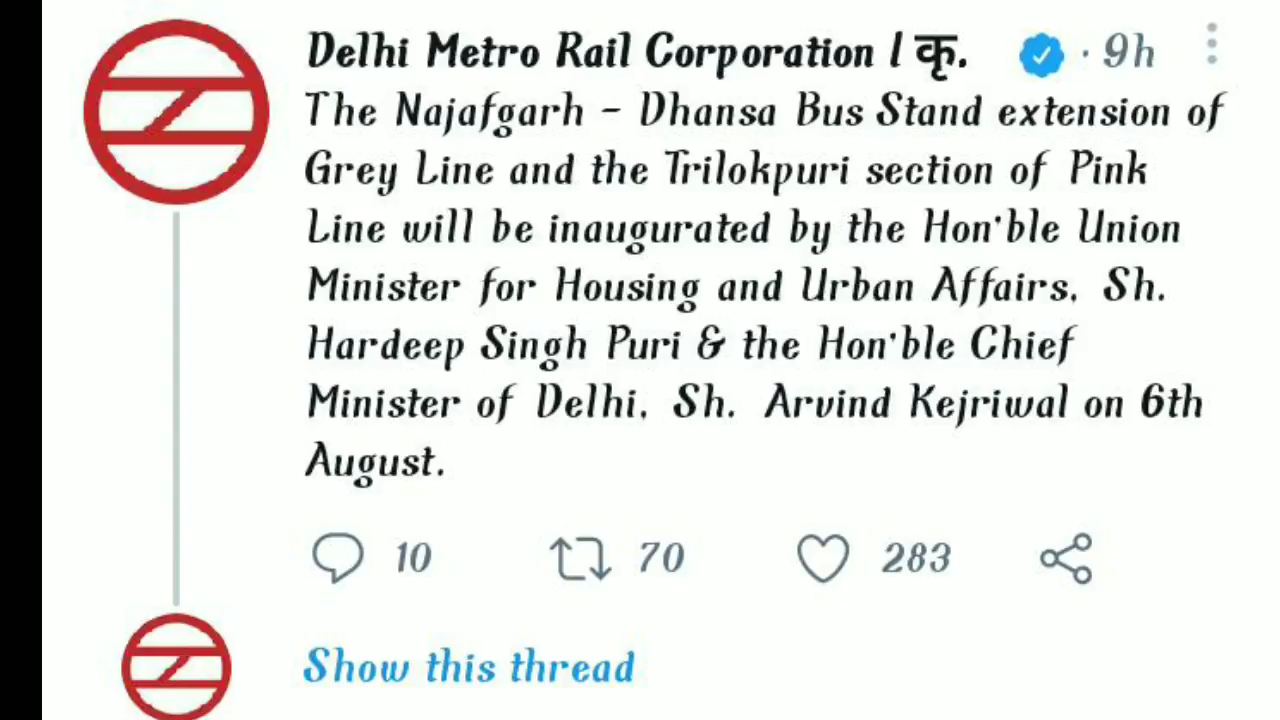 Delhi Metro Rail Corporation I कृ. · 9h
The Najafgarh - Dhansa Bus Stand extension of
Grey Line and the Trilokpuri section of Pink
Line will be inaugurated by the Hon'ble Union
Minister for Housing and Urban Affairs, Sh.
Hardeep Singh Puri & the Hon'ble Chief
Minister of Delhi, Sh. Arvind Kejriwal on 6th
August.
10 70 283
Show this thread